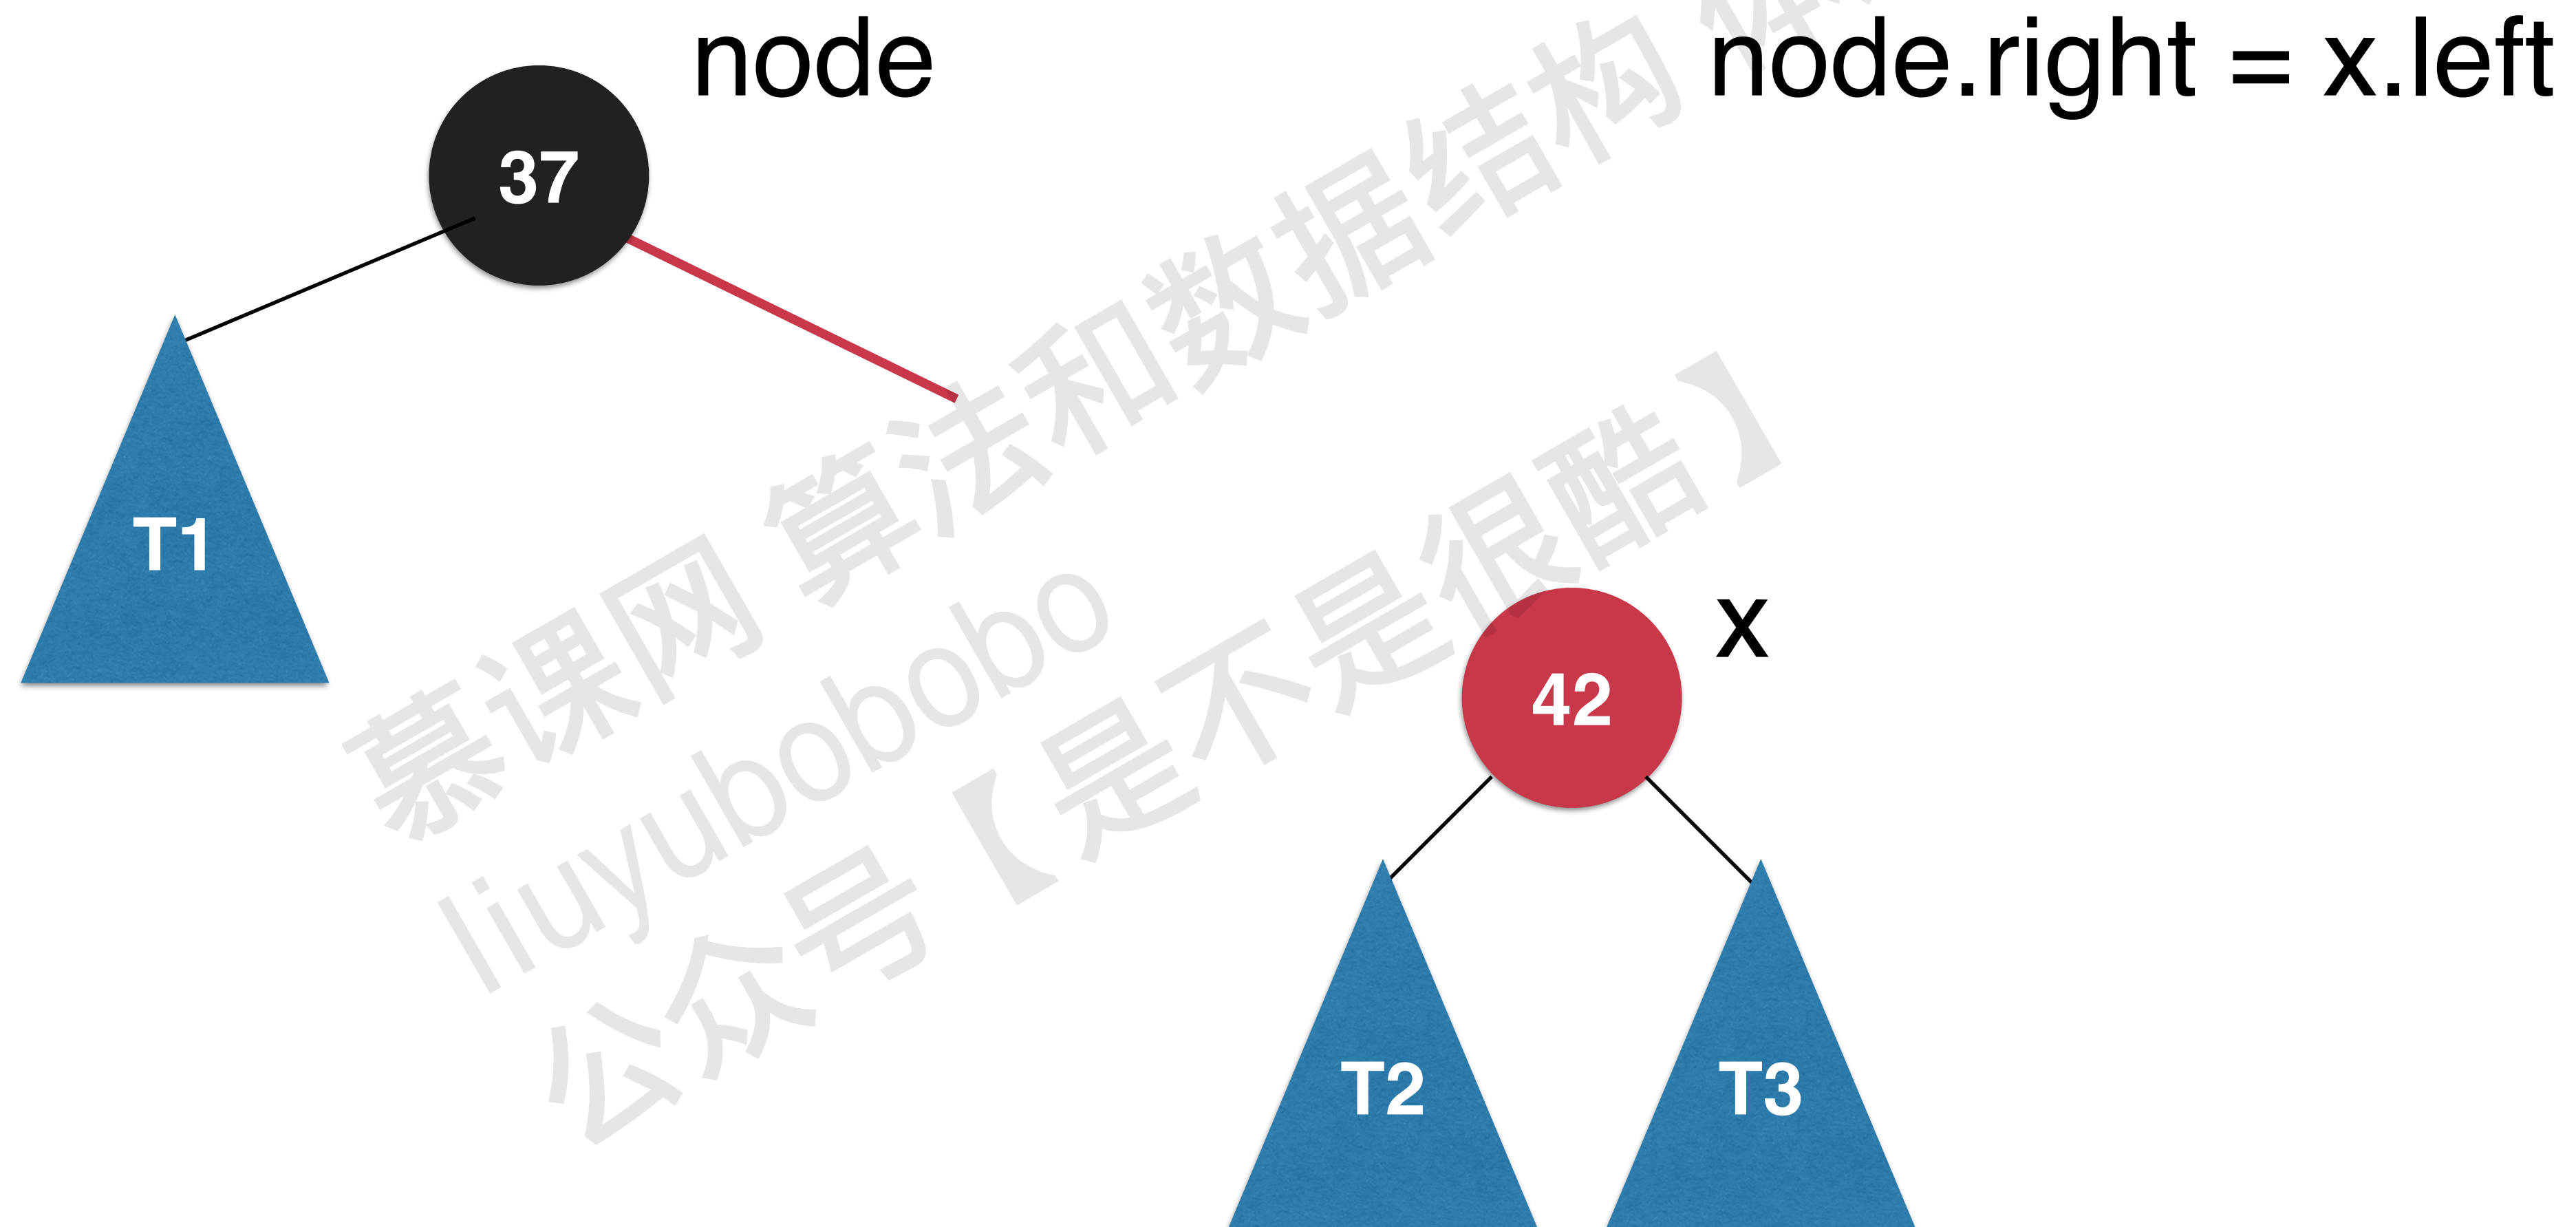 node
node.right = x.left
37
T1
42
x
T2
T3
慕课网 算法和数据结构
liuyubobobo
公众号【是不是很酷】